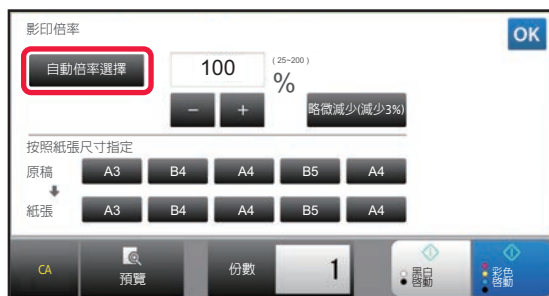 影印倍率
OK
自動倍率選擇
100
(25~200)
%
−
+
略微減少(減少3%)
按照紙張尺寸指定
原稿
A3
B4
A4
B5
A4
紙張
A3
B4
A4
B5
A4
CA
預覽
份數
1
黑白
啓動
彩色
啓動